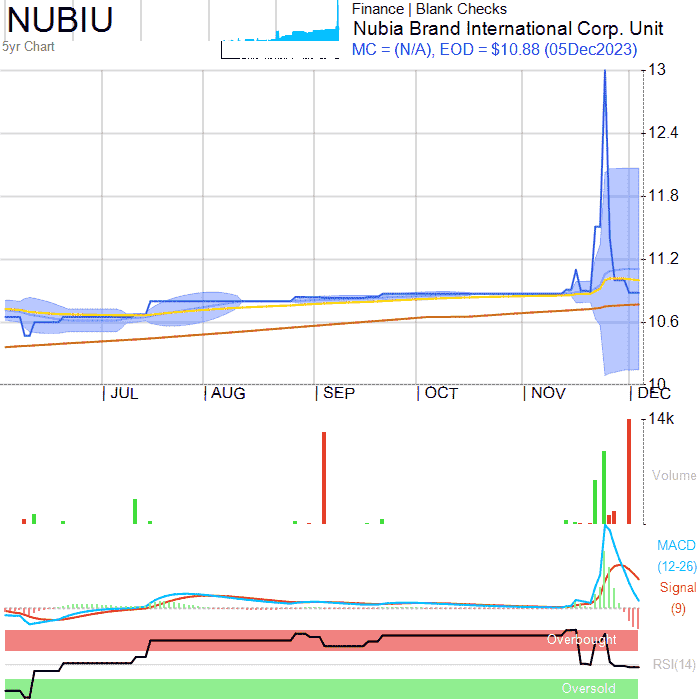 NUBIU
Finance | Blank Checks
Nubia Brand International Corp. Unit
5yr Chart
MC = (N/A), EOD = $10.88 (05Dec2023)
13
12.4
11.8
11.2
10.6
10
JUL AUG SEP OCT NOV DEC
14k
Volume
MACD
(12-26)
Signal
(9)
Overbought
RSI(14)
Oversold